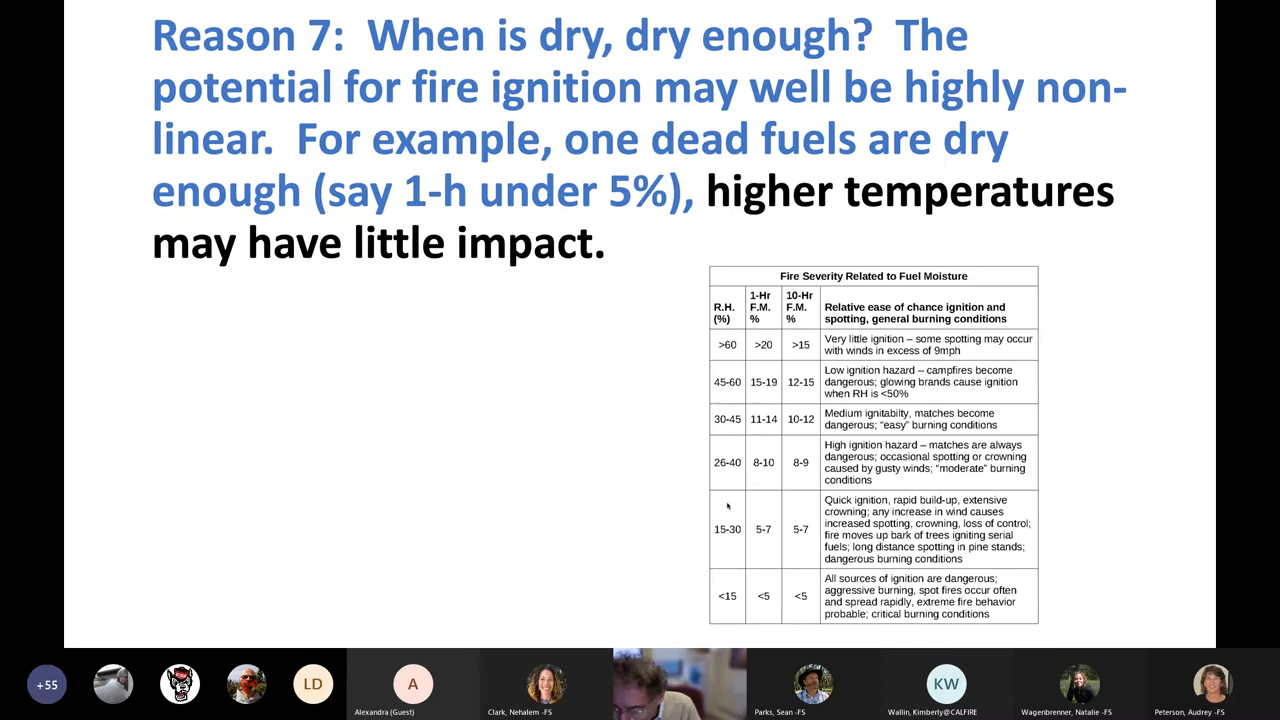 Reason 7:  When is dry, dry enough?  The
potential for fire ignition may well be highly non-
linear.  For example, one dead fuels are dry
enough (say 1-h under 5%), higher temperatures
may have little impact.
Fire Severity Related to Fuel Moisture
R.H. (%)
1-Hr F.M. %
10-Hr F.M. %
Relative ease of chance ignition and
spotting, general burning conditions
>60 >20 >15 Very little ignition – some spotting may occur
with winds in excess of 9mph
45-60 15-19 12-15 Low ignition hazard – campfires become
dangerous; glowing brands cause ignition
when RH is <50%
30-45 11-14 10-12 Medium ignitabilty, matches become
dangerous; “easy” burning conditions
26-40 8-10 8-9 High ignition hazard – matches are always
dangerous; occasional spotting or crowning
caused by gusty winds; “moderate” burning
conditions
15-30 5-7 5-7 Quick ignition, rapid build-up, extensive
crowning; any increase in wind causes
increased spotting, crowning, loss of control;
fire moves up bark of trees igniting serial
fuels; long distance spotting in pine stands;
dangerous burning conditions
<15 <5 <5 All sources of ignition are dangerous;
aggressive burning, spot fires occur often
and spread rapidly, extreme fire behavior
probable; critical burning conditions
+55
LD
A
KW
Alexandra (Guest)
Clark, Nehalem -FS
Parks, Sean -FS
Wallin, Kimberly@CALFIRE
Wagenbrenner, Natalie -FS
Peterson, Audrey -FS